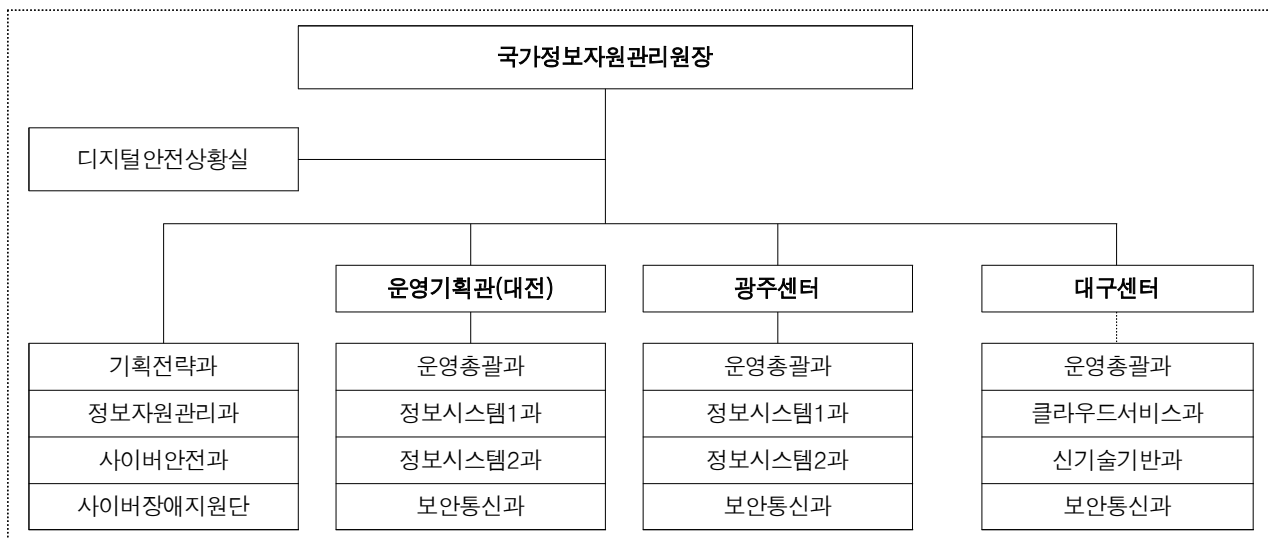 국가정보자원관리원장
디지털안전상황실
운영기획관(대전)
광주센터
대구센터
기획전략과
정보자원관리과
사이버안전과
사이버장애지원단
운영총괄과
정보시스템1과
정보시스템2과
보안통신과
운영총괄과
정보시스템1과
정보시스템2과
보안통신과
운영총괄과
클라우드서비스과
신기술기반과
보안통신과